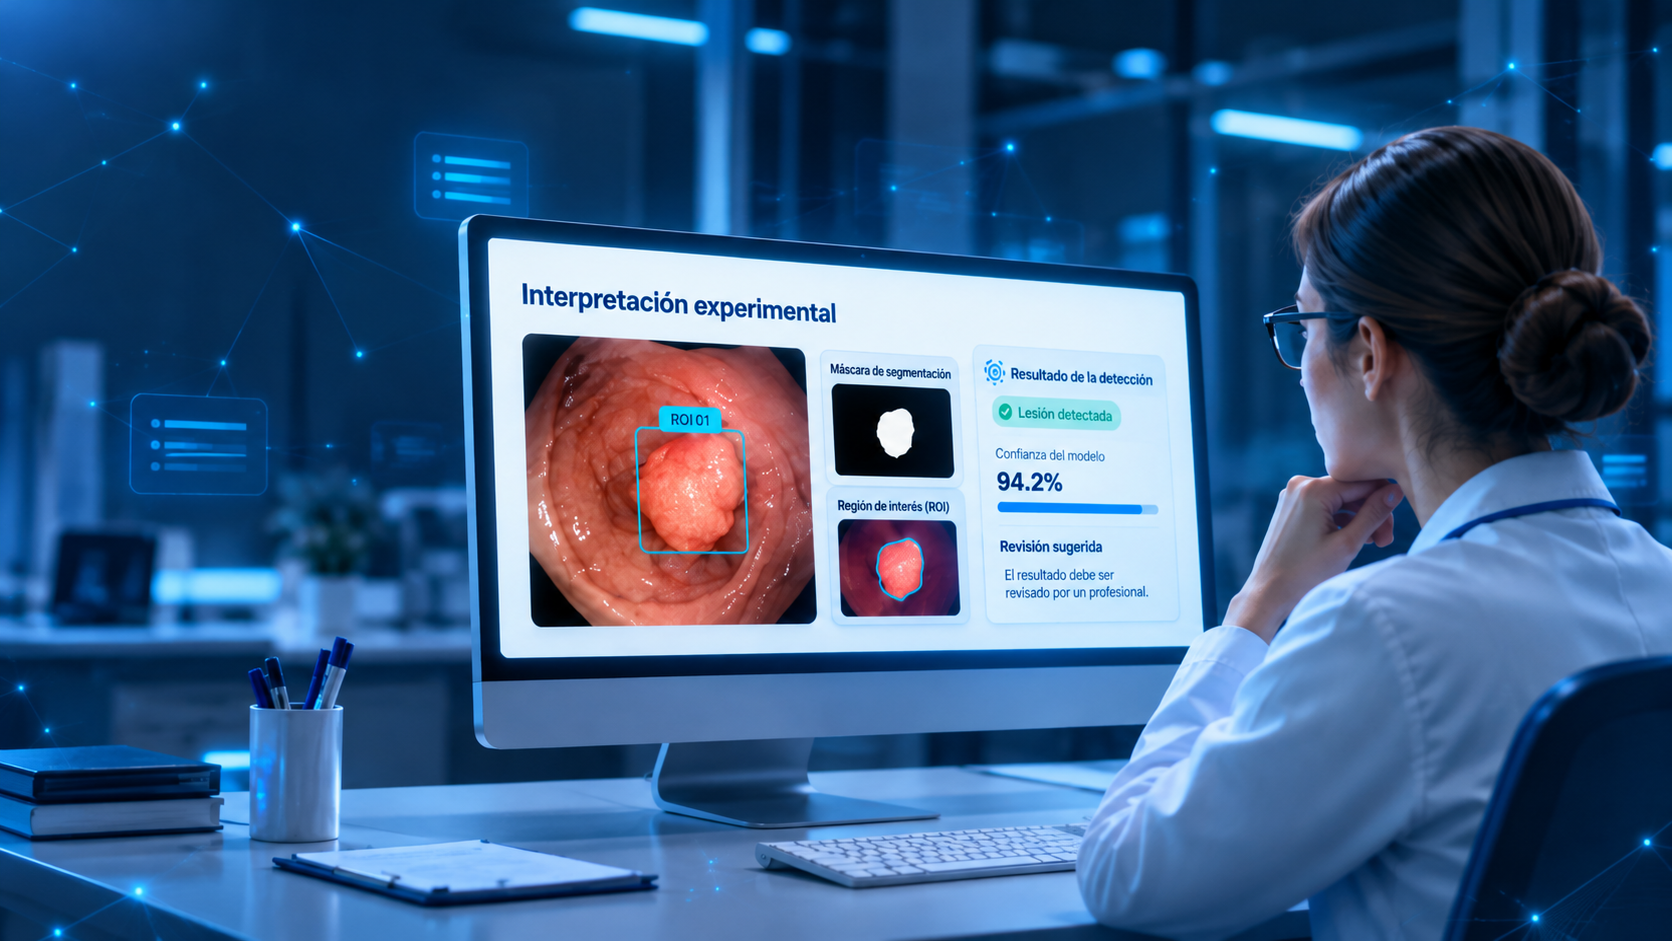 Interpretación experimental
ROI 01
Máscara de segmentación
Región de interés (ROI)
Resultado de la detección
Lesión detectada
Confianza del modelo
94.2%
Revisión sugerida
El resultado debe ser
revisado por un profesional.